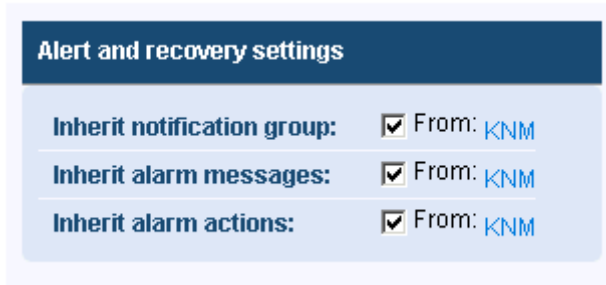 Alert and recovery settings
Inherit notification group: From: KNM
Inherit alarm messages: From: KNM
Inherit alarm actions: From: KNM